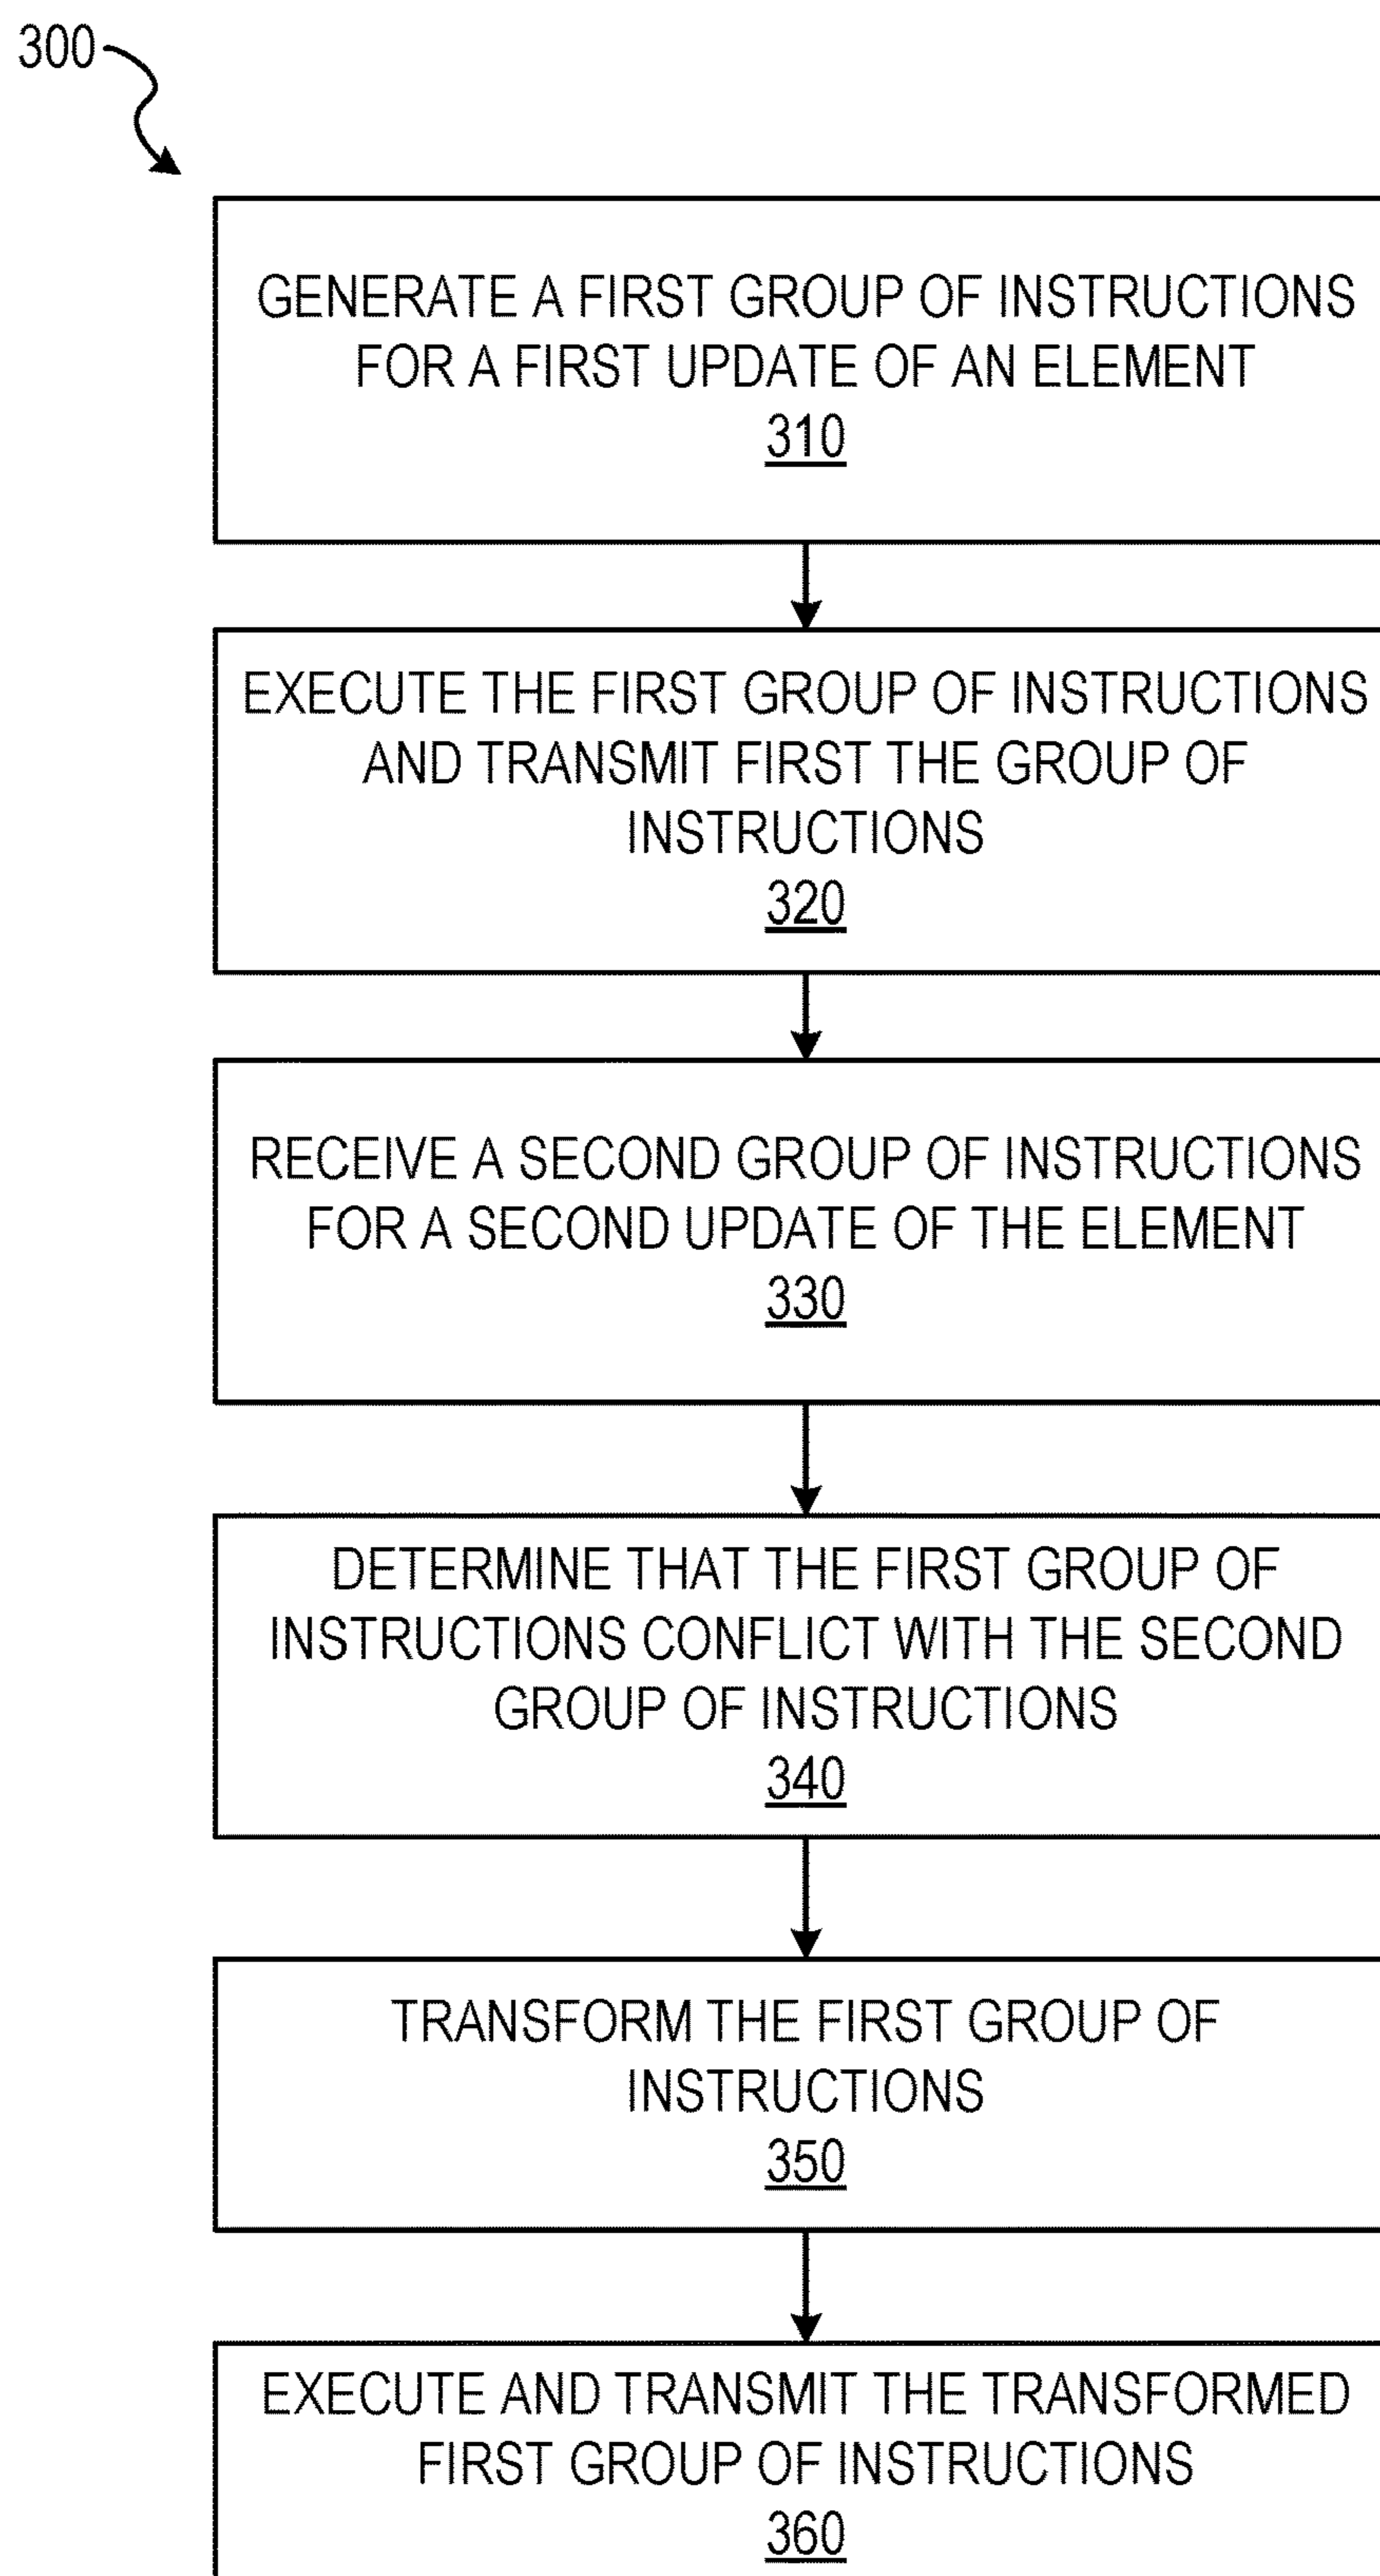 300
GENERATE A FIRST GROUP OF INSTRUCTIONS
FOR A FIRST UPDATE OF AN ELEMENT
310
EXECUTE THE FIRST GROUP OF INSTRUCTIONS
AND TRANSMIT FIRST THE GROUP OF
INSTRUCTIONS
320
RECEIVE A SECOND GROUP OF INSTRUCTIONS
FOR A SECOND UPDATE OF THE ELEMENT
330
DETERMINE THAT THE FIRST GROUP OF
INSTRUCTIONS CONFLICT WITH THE SECOND
GROUP OF INSTRUCTIONS
340
TRANSFORM THE FIRST GROUP OF
INSTRUCTIONS
350
EXECUTE AND TRANSMIT THE TRANSFORMED
FIRST GROUP OF INSTRUCTIONS
360